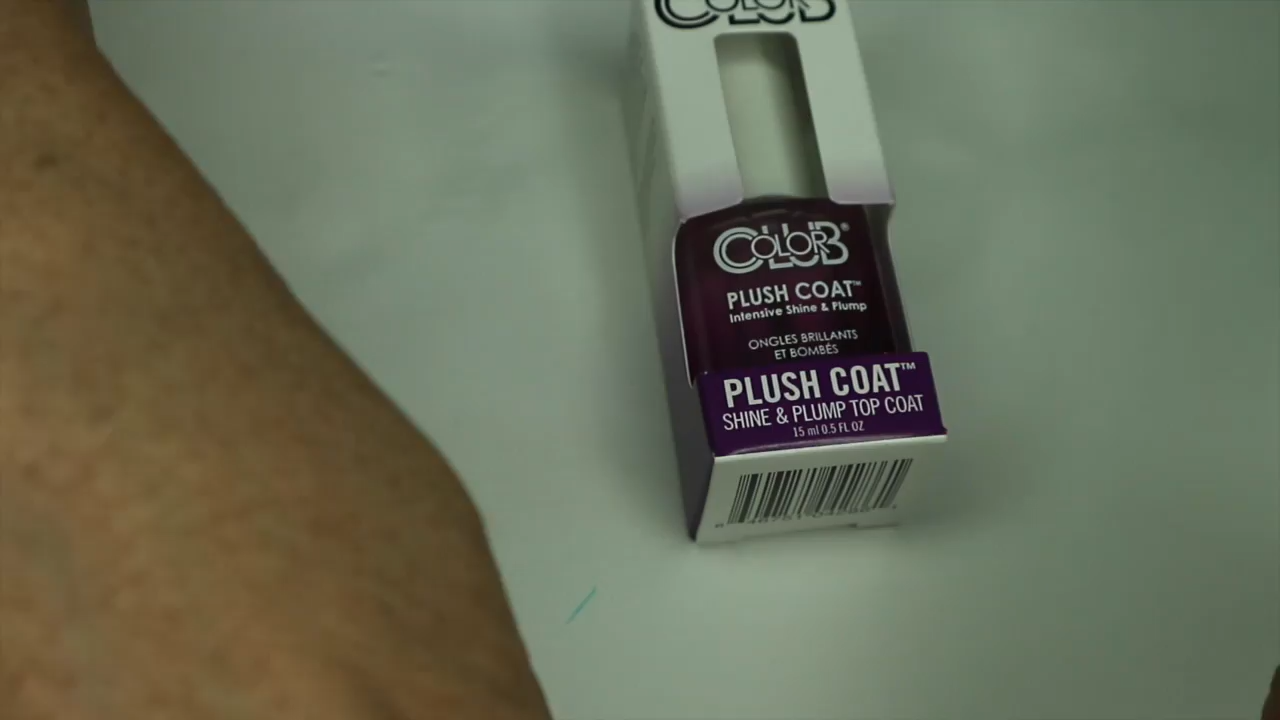 COLOR CLUB
COLOR CLUB®
PLUSH COAT™
Intensive Shine & Plump
ONGLES BRILLANTS
ET BOMBÉS
PLUSH COAT™
SHINE & PLUMP TOP COAT
15 ml 0.5 FL OZ